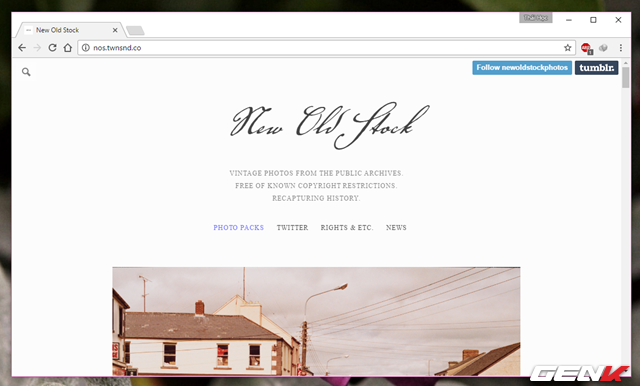 New Old Stock
nos.twnsnd.co
Follow newoldstockphotos
tumblr.
New Old Stock
VINTAGE PHOTOS FROM THE PUBLIC ARCHIVES.
FREE OF KNOWN COPYRIGHT RESTRICTIONS.
RECAPTURING HISTORY.
PHOTO PACKS TWITTER RIGHTS & ETC. NEWS
GENK